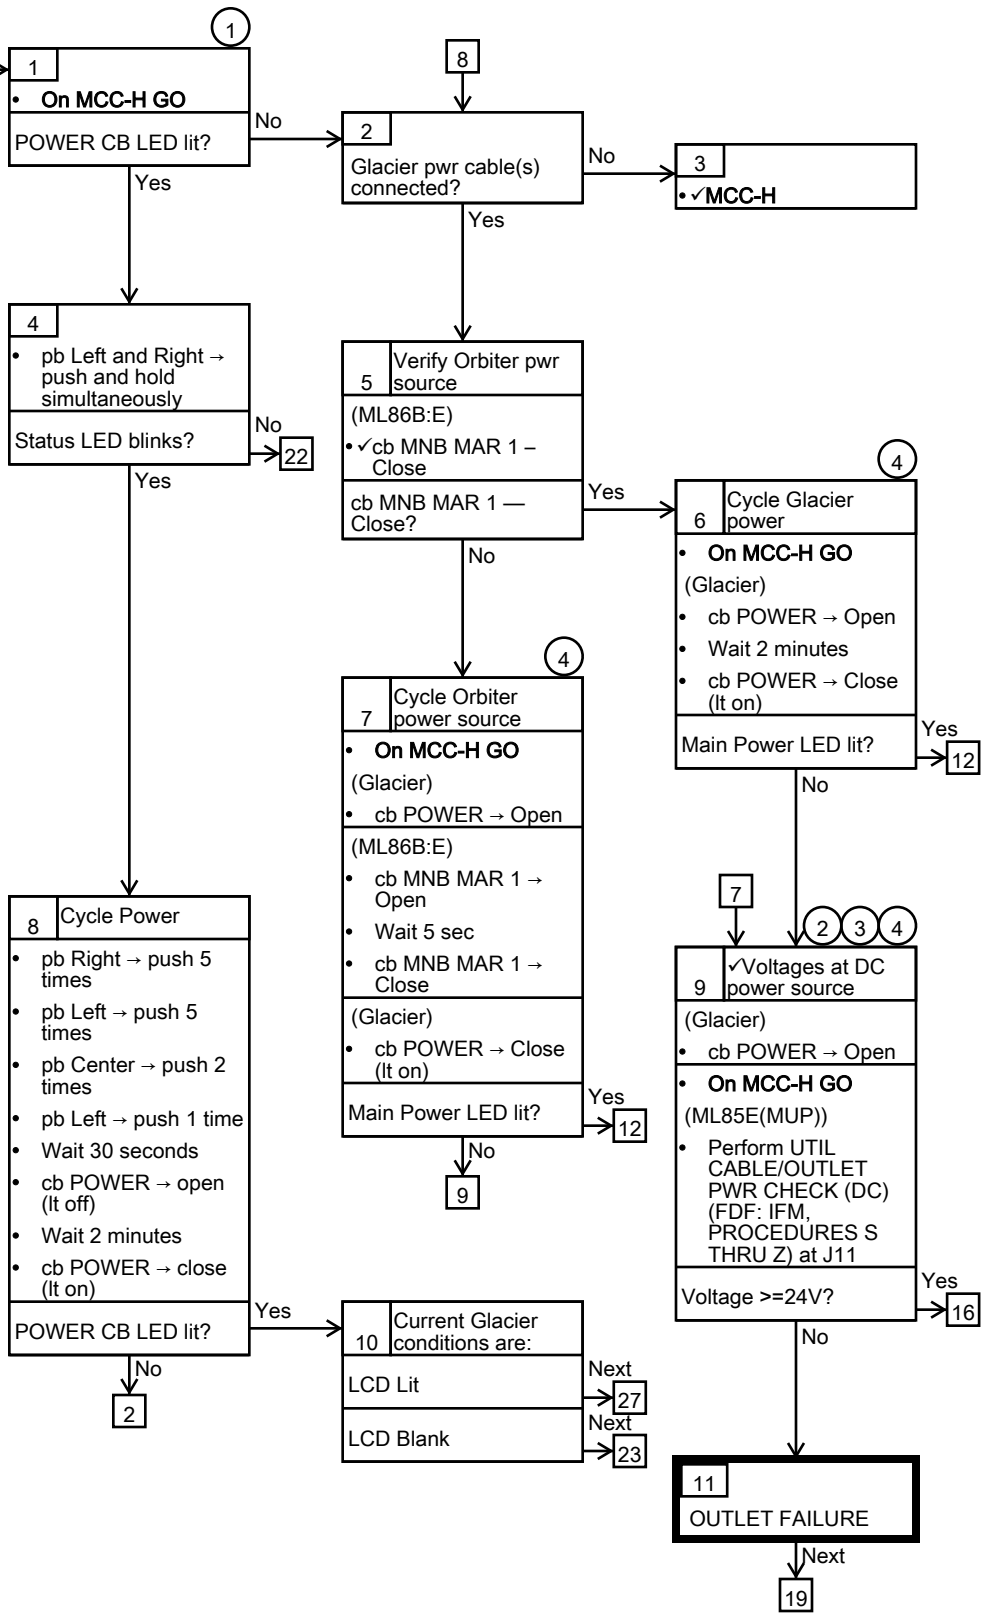 1
1
• On MCC-H GO
POWER CB LED lit?
No
Yes
8
2
Glacier pwr cable(s)
connected?
No
Yes
3
• ✓MCC-H
4
• pb Left and Right →
push and hold
simultaneously
Status LED blinks?
No
22
Yes
5
Verify Orbiter pwr
source
(ML86B:E)
• ✓cb MNB MAR 1 –
Close
cb MNB MAR 1 —
Close?
Yes
No
4
6
Cycle Glacier
power
• On MCC-H GO
(Glacier)
• cb POWER → Open
• Wait 2 minutes
• cb POWER → Close
(lt on)
Main Power LED lit?
Yes
12
No
4
7
Cycle Orbiter
power source
• On MCC-H GO
(Glacier)
• cb POWER → Open
(ML86B:E)
• cb MNB MAR 1 →
Open
• Wait 5 sec
• cb MNB MAR 1 →
Close
(Glacier)
• cb POWER → Close
(lt on)
Main Power LED lit?
Yes
12
No
9
8
Cycle Power
• pb Right → push 5
times
• pb Left → push 5
times
• pb Center → push 2
times
• pb Left → push 1 time
• Wait 30 seconds
• cb POWER → open
(lt off)
• Wait 2 minutes
• cb POWER → close
(lt on)
POWER CB LED lit?
Yes
No
2
7
2
3
4
9
✓Voltages at DC
power source
(Glacier)
• cb POWER → Open
• On MCC-H GO
(ML85E(MUP))
• Perform UTIL
CABLE/OUTLET
PWR CHECK (DC)
(FDF: IFM,
PROCEDURES S
THRU Z) at J11
Voltage >=24V?
Yes
16
No
10
Current Glacier
conditions are:
LCD Lit
Next
27
LCD Blank
Next
23
11
OUTLET FAILURE
Next
19